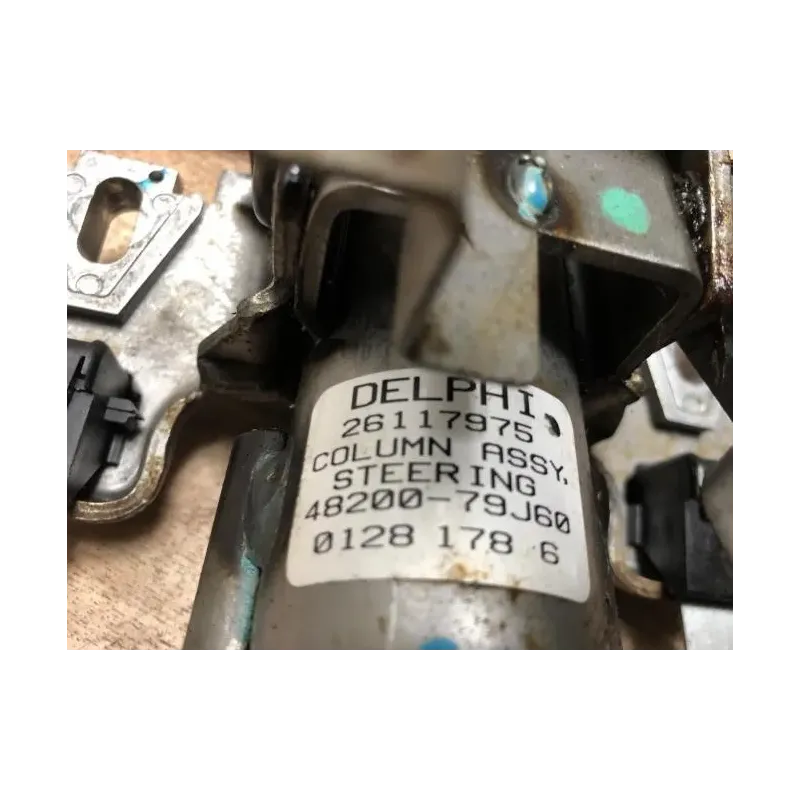 DELPHI
26117975
COLUMN ASSY.
STEERING
48200-79J60
0128 178 6